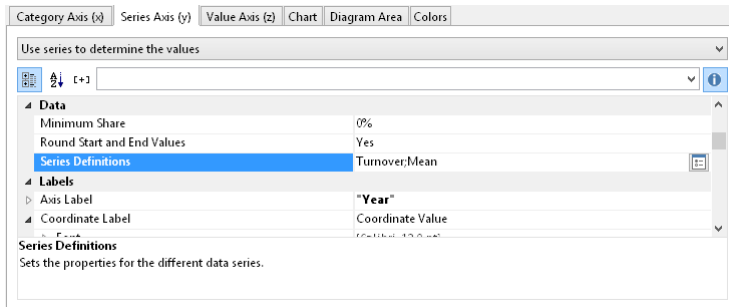 Category Axis {x} Series Axis {y} Value Axis {z} Chart Diagram Area Colors
Use series to determine the values
Data
Minimum Share 0%
Round Start and End Values Yes
Series Definitions Turnover;Mean
Labels
Axis Label "Year"
Coordinate Label Coordinate Value
Series Definitions
Sets the properties for the different data series.